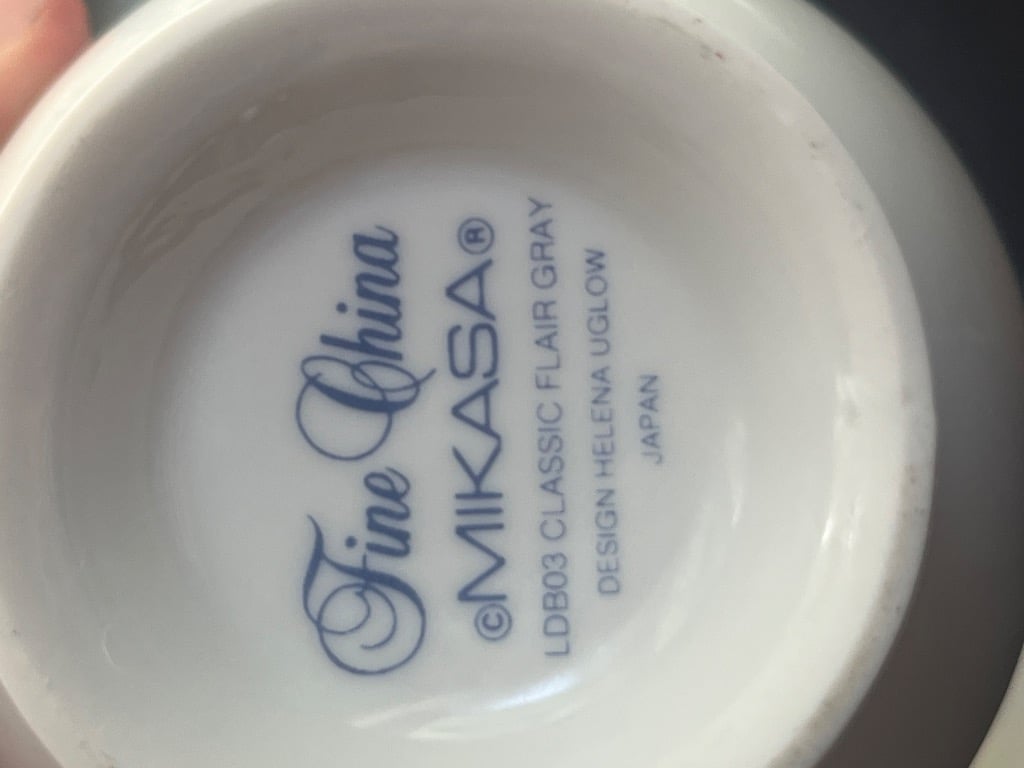 Fine China
©MIKASA®
LDB03 CLASSIC FLAIR GRAY
DESIGN HELENA UGLOW
JAPAN